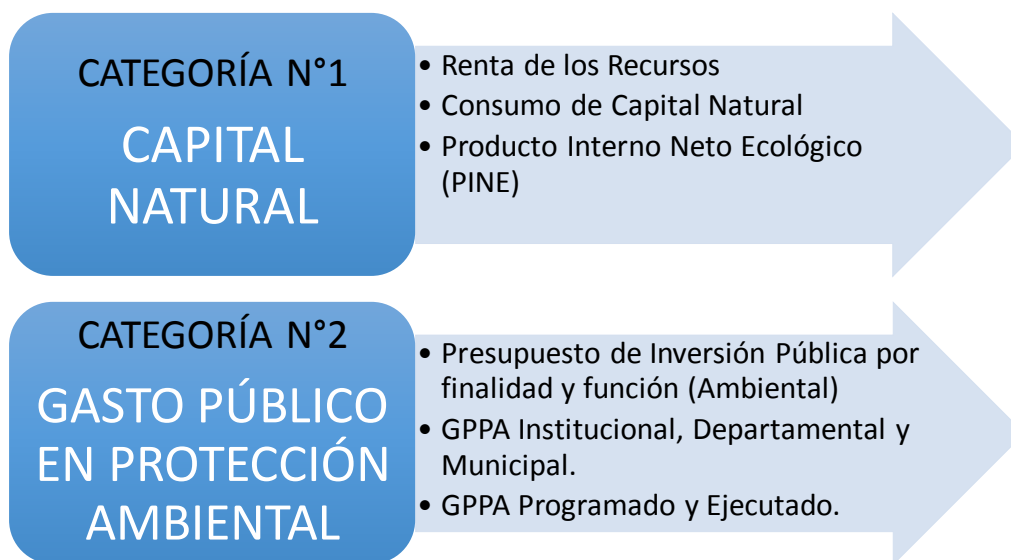 CATEGORÍA N°1
CAPITAL
NATURAL
• Renta de los Recursos
• Consumo de Capital Natural
• Producto Interno Neto Ecológico
(PINE)
CATEGORÍA N°2
GASTO PÚBLICO
EN PROTECCIÓN
AMBIENTAL
• Presupuesto de Inversión Pública por
finalidad y función (Ambiental)
• GPPA Institucional, Departamental y
Municipal.
• GPPA Programado y Ejecutado.